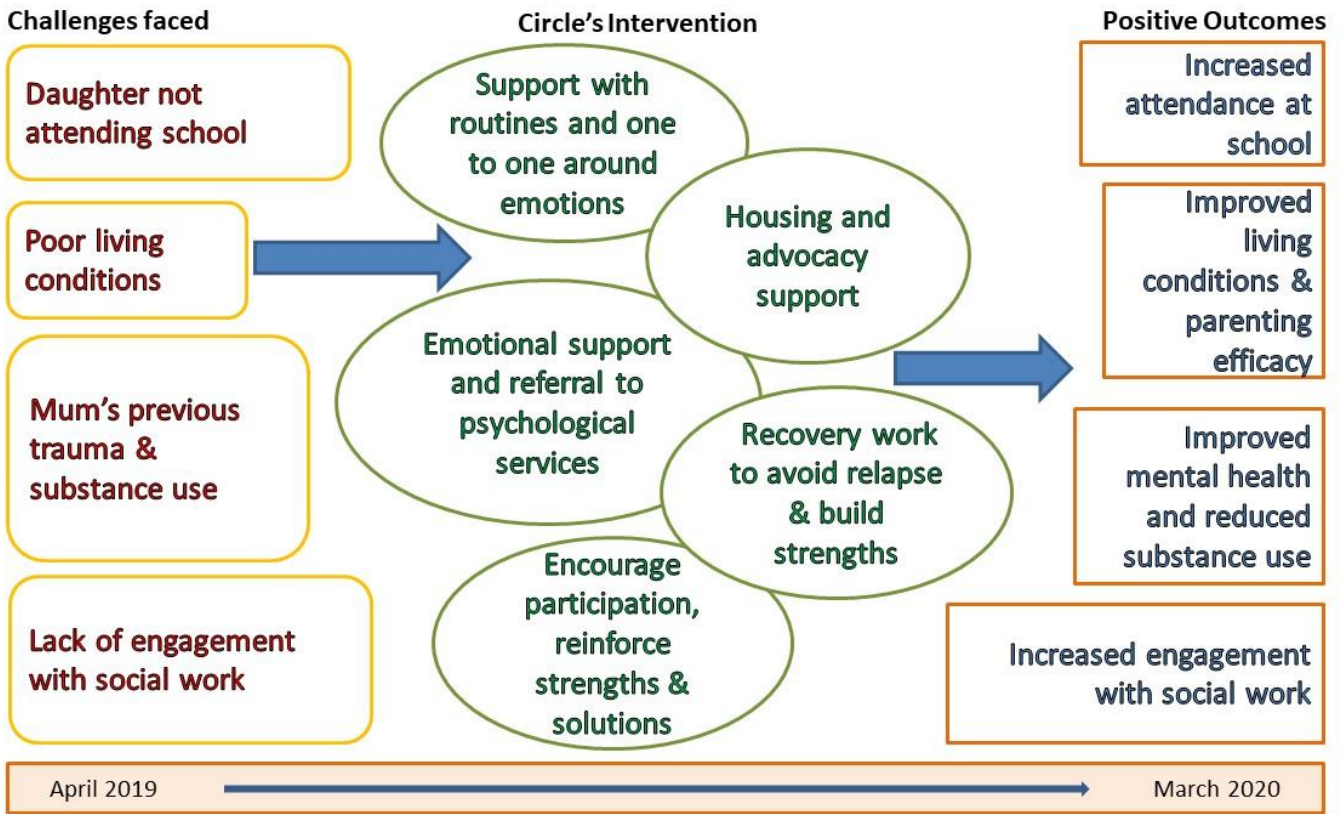 Challenges faced
Circle's Intervention
Positive Outcomes
Daughter not
attending school
Poor living
conditions
Mum's previous
trauma &
substance use
Lack of engagement
with social work
Support with
routines and one
to one around
emotions
Housing and
advocacy
support
Emotional support
and referral to
psychological
services
Recovery work
to avoid relapse
& build
strengths
Encourage
participation,
reinforce
strengths &
solutions
Increased
attendance at
school
Improved
living
conditions &
parenting
efficacy
Improved
mental health
and reduced
substance use
Increased engagement
with social work
April 2019
March 2020